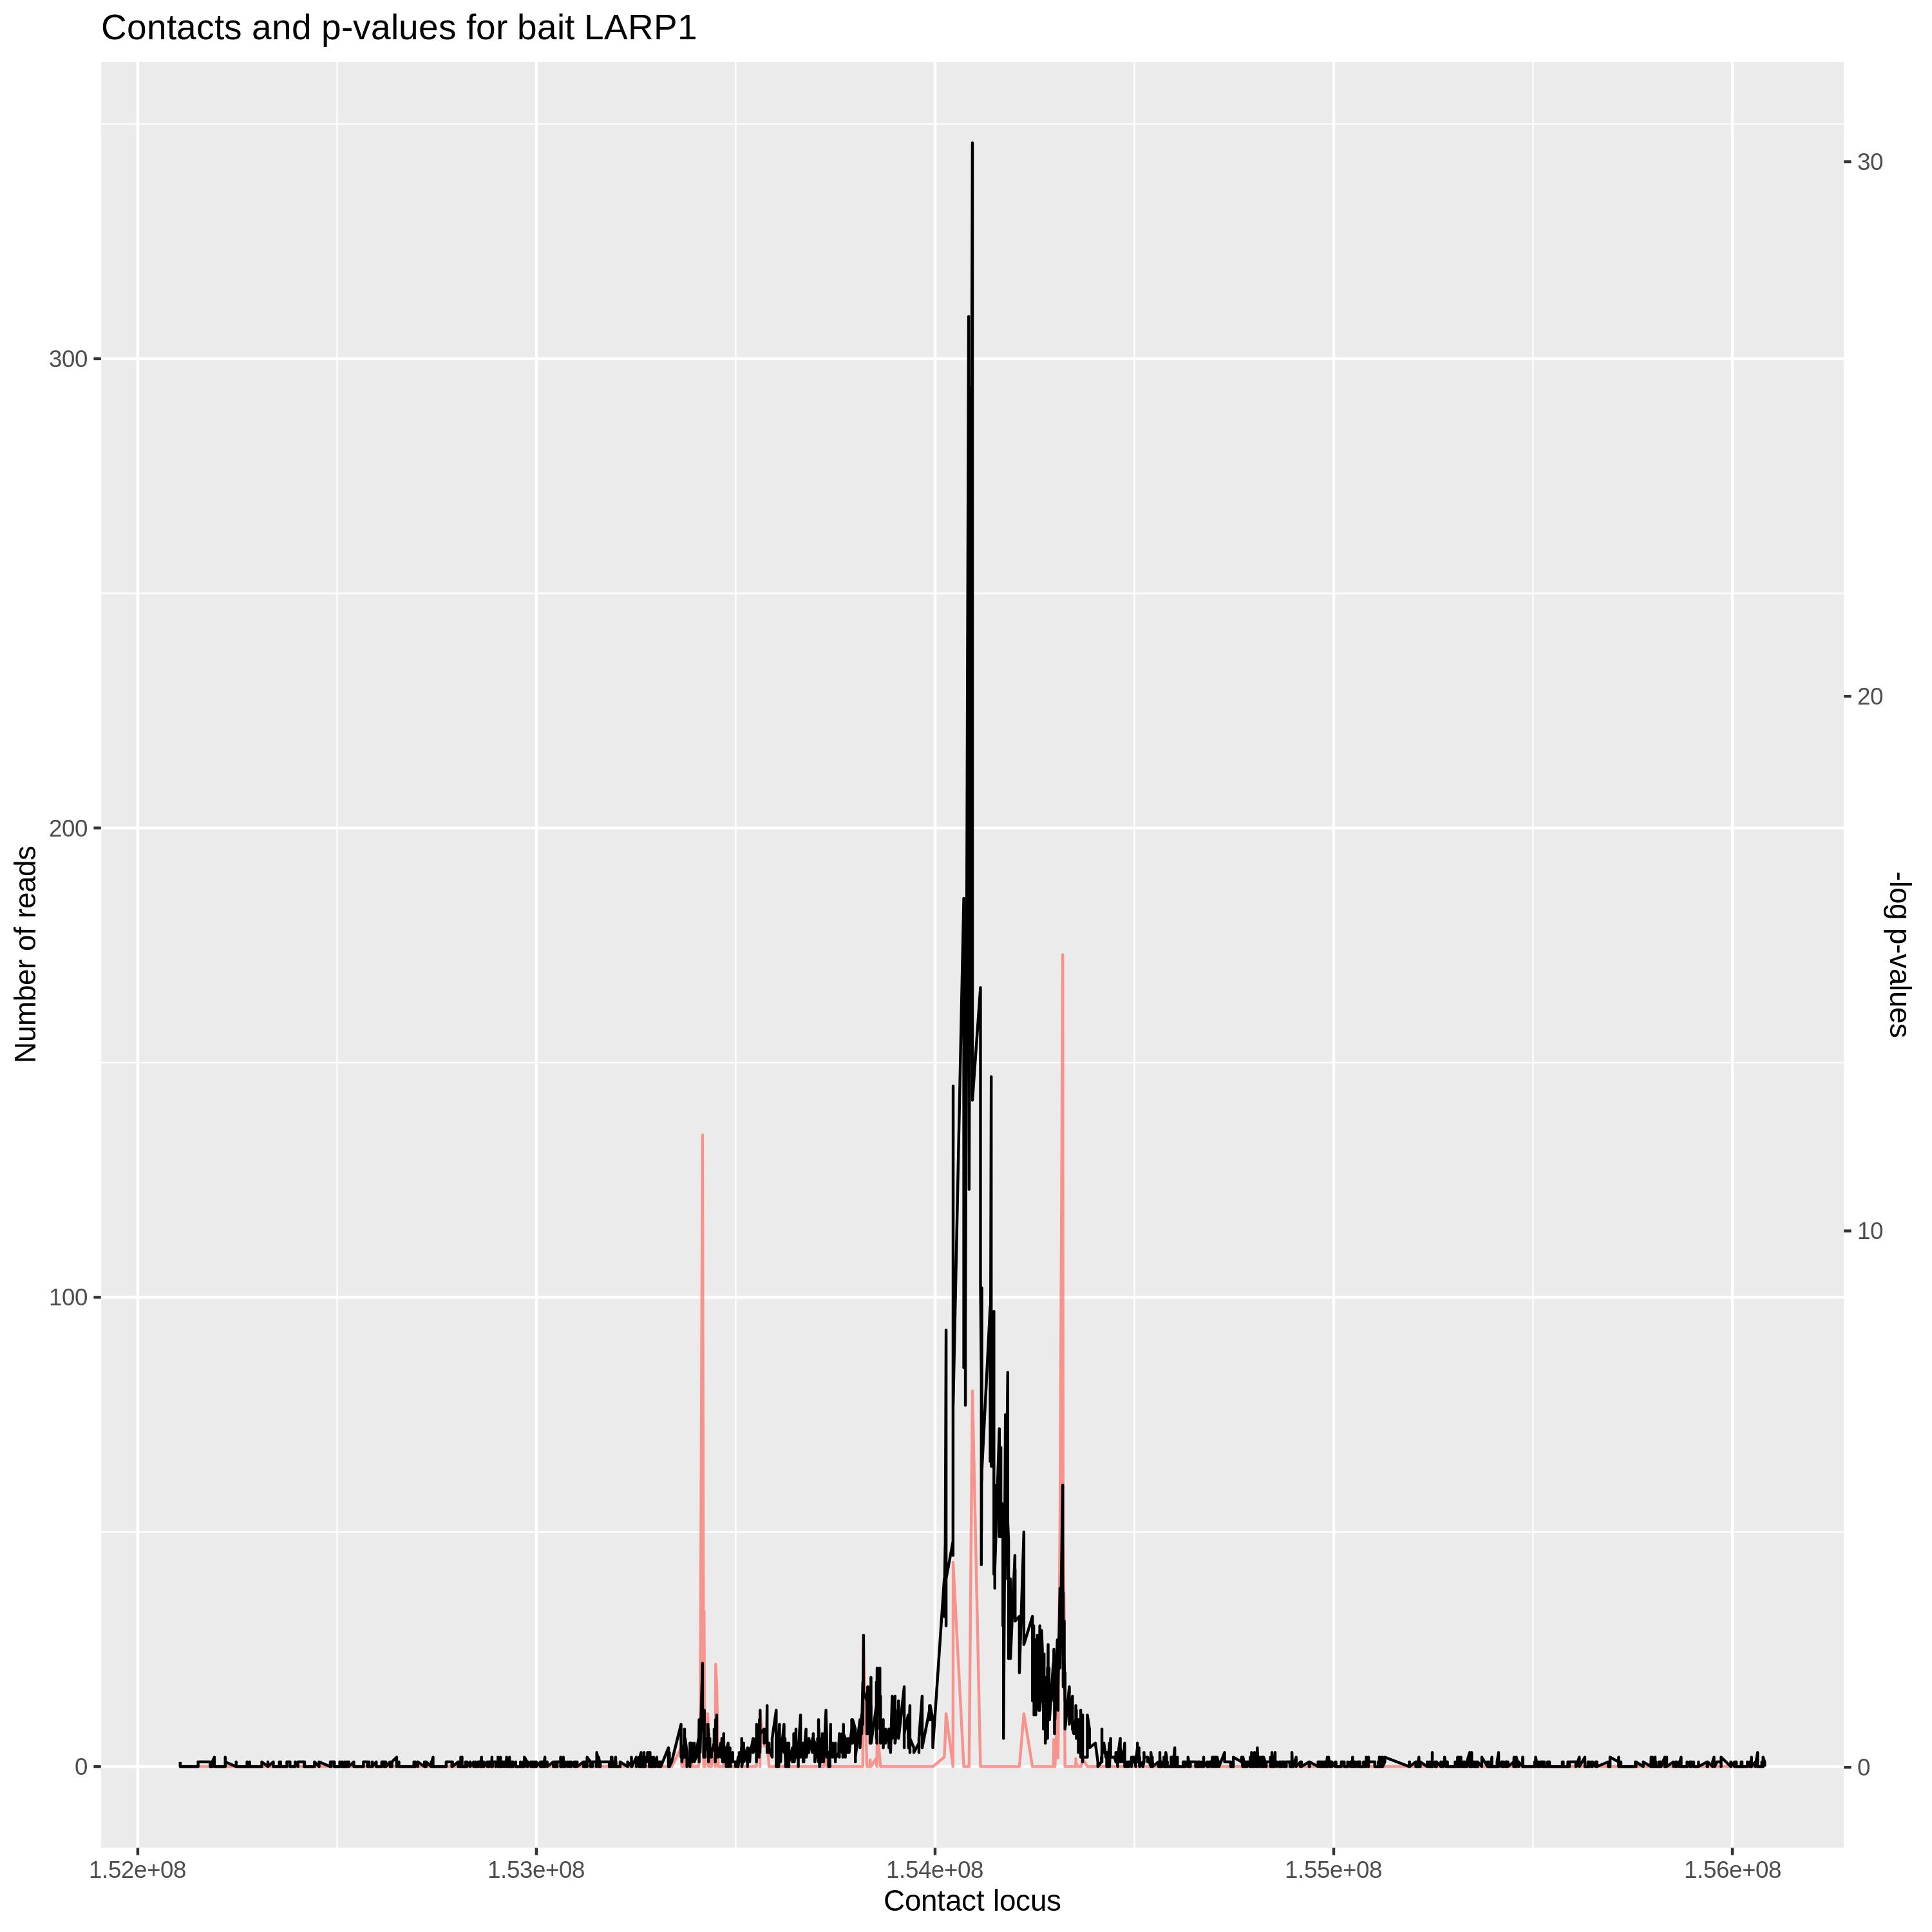 Contacts and p-values for bait LARP1
Number of reads
300
200
100
0
30
20
10
0
-log p-values
1.52e+08
1.53e+08
1.54e+08
1.55e+08
1.56e+08
Contact locus